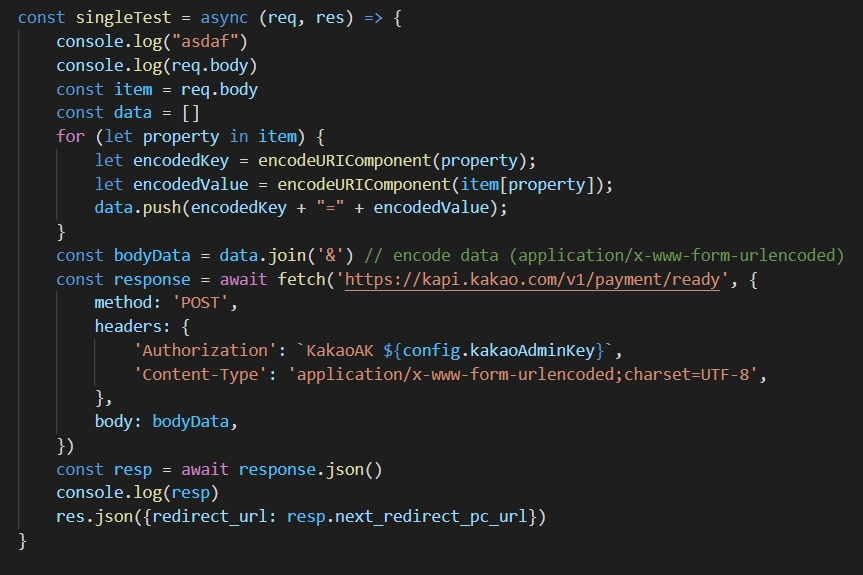 const singleTest = async (req, res) => {
    console.log("asdaf")
    console.log(req.body)
    const item = req.body
    const data = []
    for (let property in item) {
        let encodedKey = encodeURIComponent(property);
        let encodedValue = encodeURIComponent(item[property]);
        data.push(encodedKey + "=" + encodedValue);
    }
    const bodyData = data.join('&') // encode data (application/x-www-form-urlencoded)
    const response = await fetch('https://kapi.kakao.com/v1/payment/ready', {
        method: 'POST',
        headers: {
            'Authorization': `KakaoAK ${config.kakaoAdminKey}`,
            'Content-Type': 'application/x-www-form-urlencoded;charset=UTF-8',
        },
        body: bodyData,
    })
    const resp = await response.json()
    console.log(resp)
    res.json({redirect_url: resp.next_redirect_pc_url})
}